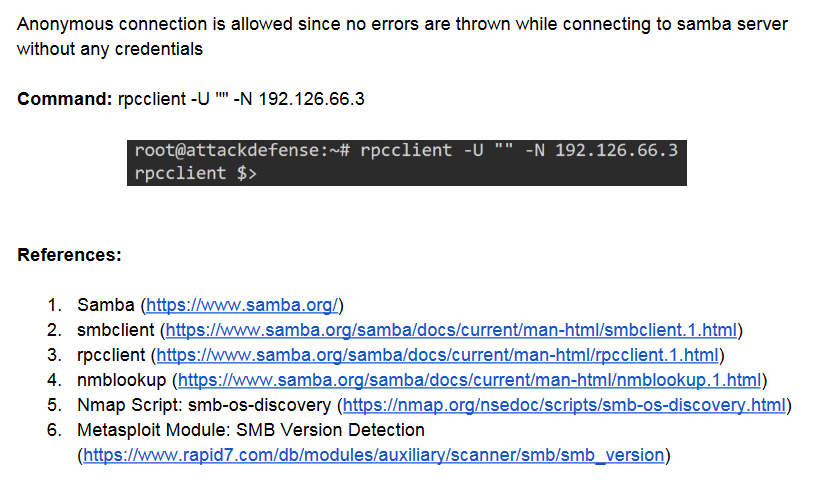 Anonymous connection is allowed since no errors are thrown while connecting to samba server
without any credentials
Command: rpcclient -U "" -N 192.126.66.3
root@attackdefense:~# rpcclient -U "" -N 192.126.66.3
rpcclient $>
References:
1. Samba (https://www.samba.org/)
2. smbclient (https://www.samba.org/samba/docs/current/man-html/smbclient.1.html)
3. rpcclient (https://www.samba.org/samba/docs/current/man-html/rpcclient.1.html)
4. nmblookup (https://www.samba.org/samba/docs/current/man-html/nmblookup.1.html)
5. Nmap Script: smb-os-discovery (https://nmap.org/nsedoc/scripts/smb-os-discovery.html)
6. Metasploit Module: SMB Version Detection
(https://www.rapid7.com/db/modules/auxiliary/scanner/smb/smb_version)